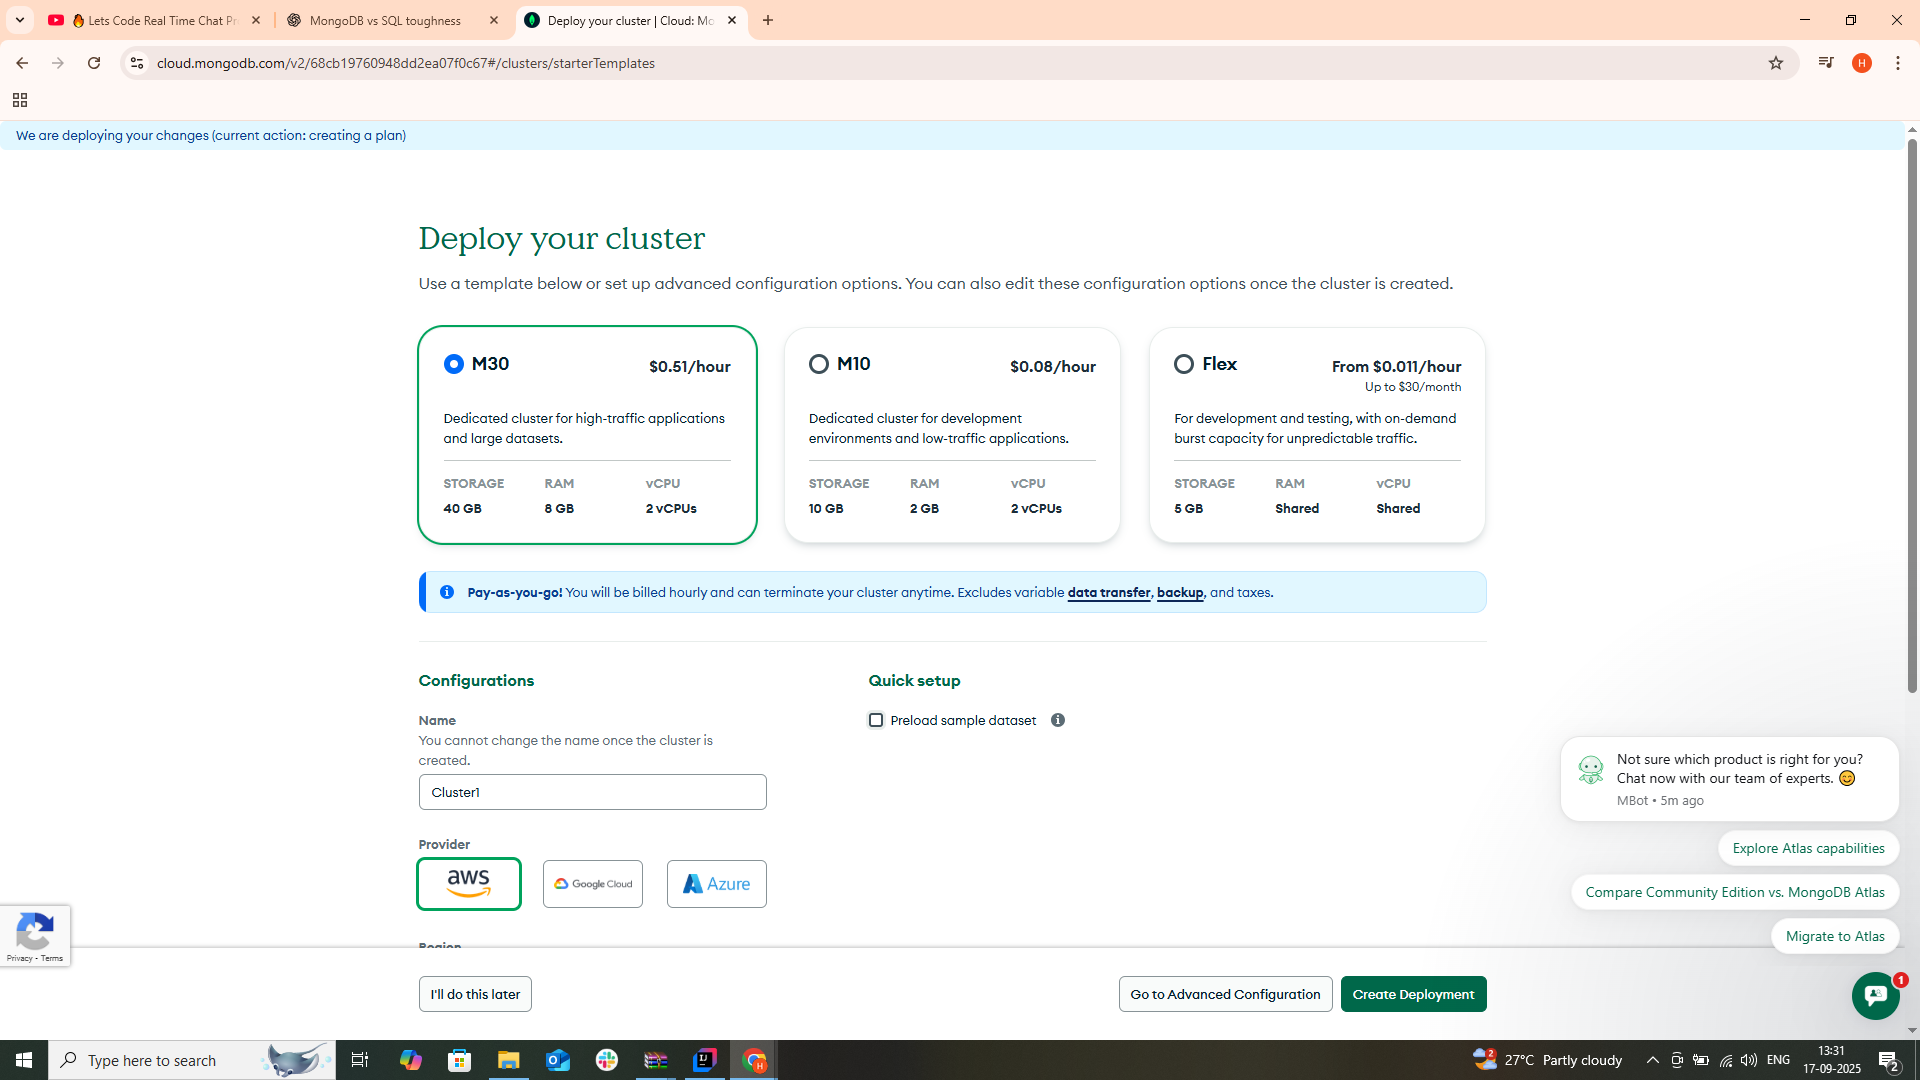 Lets Code Real Time Chat Pr
MongoDB vs SQL toughness
Deploy your cluster | Cloud: Mo
cloud.mongodb.com/v2/68cb19760948dd2ea07f0c67#/clusters/starterTemplates
H
We are deploying your changes (current action: creating a plan)
Deploy your cluster
Use a template below or set up advanced configuration options. You can also edit these configuration options once the cluster is created.
M30 $0.51/hour
Dedicated cluster for high-traffic applications
and large datasets.
STORAGE RAM vCPU
40 GB 8 GB 2 vCPUs
M10 $0.08/hour
Dedicated cluster for development
environments and low-traffic applications.
STORAGE RAM vCPU
10 GB 2 GB 2 vCPUs
Flex From $0.011/hour
Up to $30/month
For development and testing, with on-demand
burst capacity for unpredictable traffic.
STORAGE RAM vCPU
5 GB Shared Shared
Pay-as-you-go! You will be billed hourly and can terminate your cluster anytime. Excludes variable data transfer, backup, and taxes.
Configurations
Name
You cannot change the name once the cluster is
created.
Cluster1
Provider
aws
Google Cloud
Azure
Region
Quick setup
Preload sample dataset
Not sure which product is right for you?
Chat now with our team of experts. 😊
MBot • 5m ago
Explore Atlas capabilities
Compare Community Edition vs. MongoDB Atlas
Migrate to Atlas
1
Privacy - Terms
I'll do this later
Go to Advanced Configuration
Create Deployment
Type here to search
2
27°C Partly cloudy
ENG
13:31
17-09-2025
2